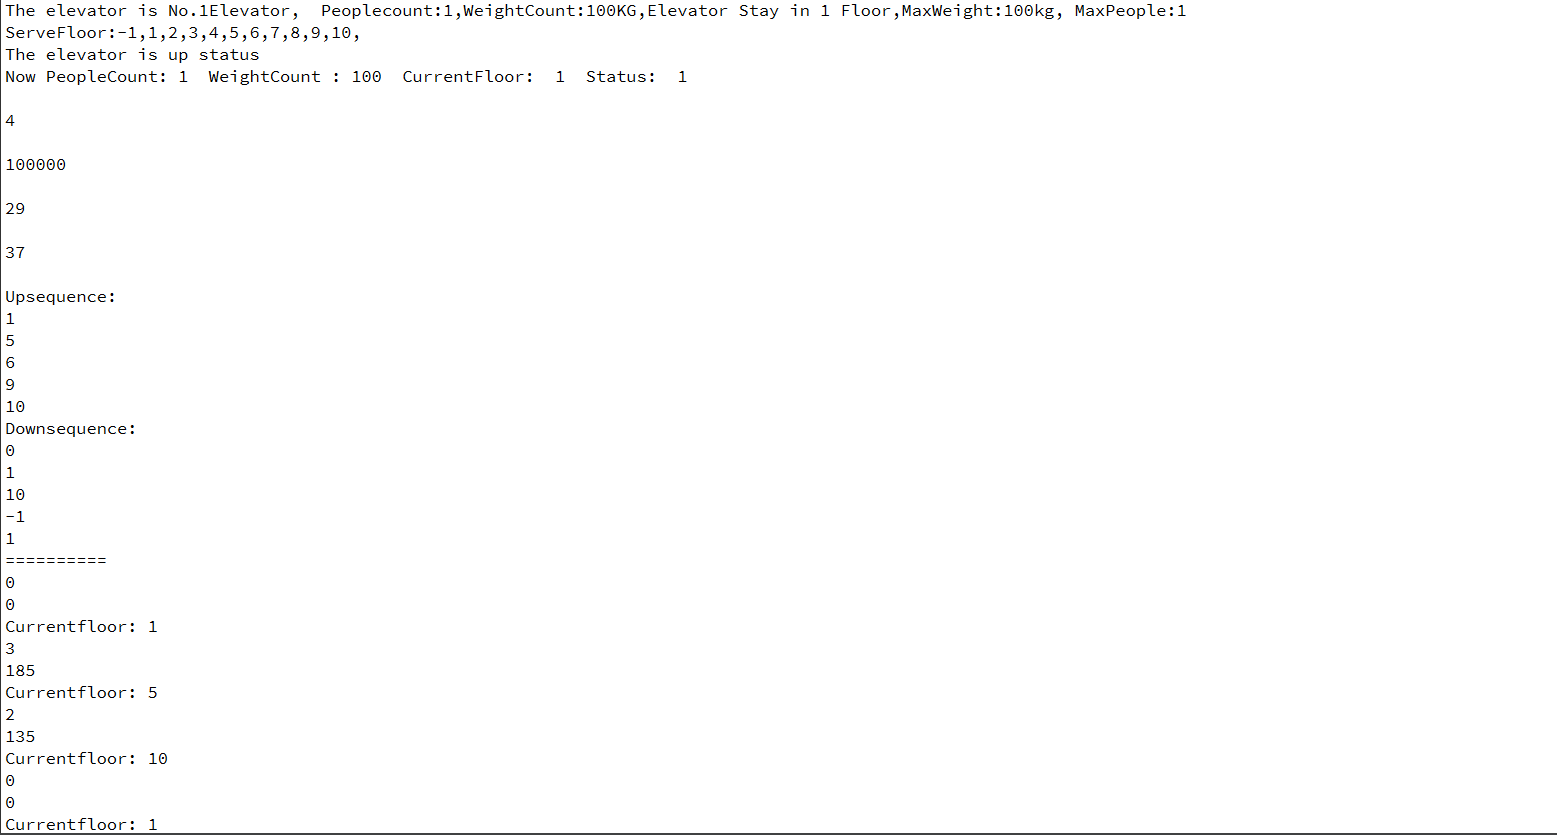 The elevator is No.1Elevator,  Peoplecount:1,WeightCount:100KG,Elevator Stay in 1 Floor,MaxWeight:100kg, MaxPeople:1
ServeFloor:-1,1,2,3,4,5,6,7,8,9,10,
The elevator is up status
Now PeopleCount: 1  WeightCount : 100  CurrentFloor:  1  Status:  1
4
100000
29
37
Upsequence:
1
5
6
9
10
Downsequence:
0
1
10
-1
1
==========
0
0
Currentfloor: 1
3
185
Currentfloor: 5
2
135
Currentfloor: 10
0
0
Currentfloor: 1